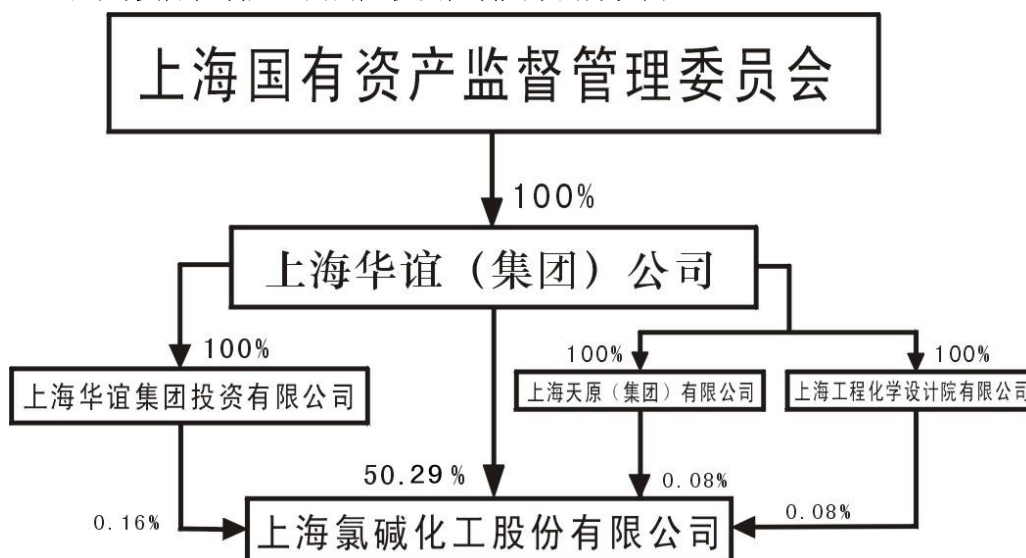 上海国有资产监督管理委员会
100%
上海华谊（集团）公司
100%
100%
100%
上海华谊集团投资有限公司
上海天原（集团）有限公司
上海工程化学设计院有限公司
50.29%
0.08%
0.16%
0.08%
上海氯碱化工股份有限公司